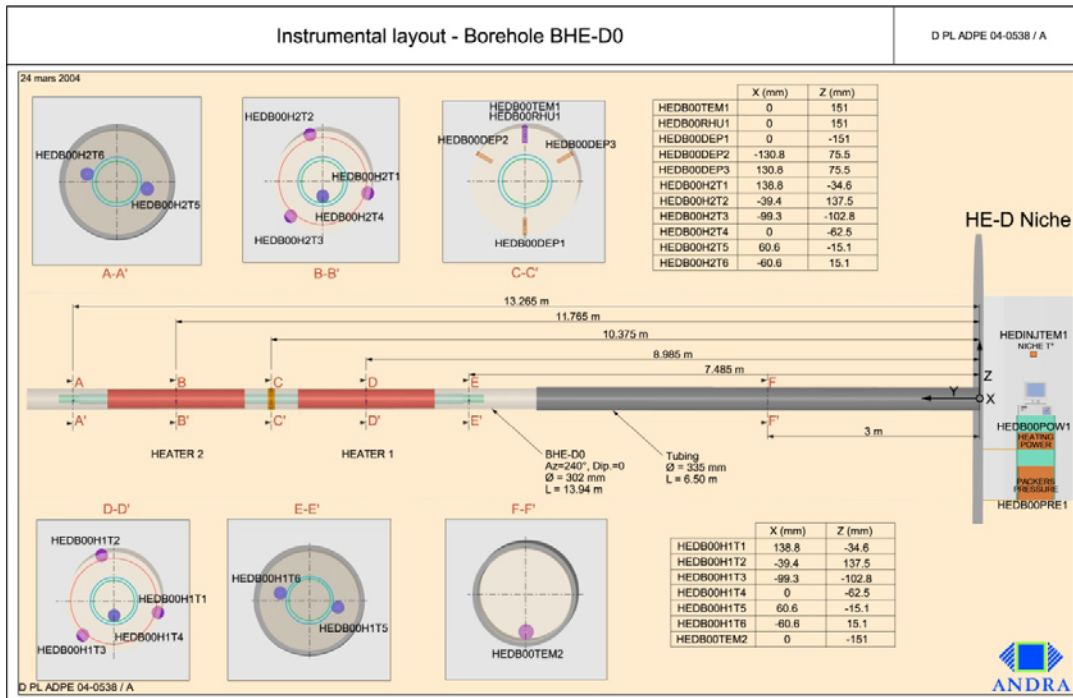 Instrumental layout - Borehole BHE-D0
D PL ADPE 04-0538 / A
24 mars 2004
HEDB00H2T6
HEDB00H2T5
A-A'
HEDB00H2T2
HEDB00H2T1
HEDB00H2T4
HEDB00H2T3
B-B'
HEDB00TEM1
HEDB00RHU1
HEDB00DEP2
HEDB00DEP3
HEDB00DEP1
C-C'
X (mm) Z (mm)
HEDB00TEM1 0 151
HEDB00RHU1 0 151
HEDB00DEP1 0 -151
HEDB00DEP2 -130.8 75.5
HEDB00DEP3 130.8 75.5
HEDB00H2T1 138.8 -34.6
HEDB00H2T2 -39.4 137.5
HEDB00H2T3 -99.3 -102.8
HEDB00H2T4 0 -62.5
HEDB00H2T5 60.6 -15.1
HEDB00H2T6 -60.6 15.1
HE-D Niche
13.265 m
11.765 m
10.375 m
8.985 m
7.485 m
A B C D E F
A' B' C' D' E' F'
3 m
HEATER 2
HEATER 1
BHE-D0
Az=240°, Dip.=0
Ø = 302 mm
L = 13.94 m
Tubing
Ø = 335 mm
L = 6.50 m
Z
Y
X
HEDINJTEM1
NICHE T°
HEDB00POW1
HEATING
POWER
PACKERS
PRESSURE
HEDB00PRE1
D-D'
HEDB00H1T2
HEDB00H1T1
HEDB00H1T4
HEDB00H1T3
E-E'
HEDB00H1T6
HEDB00H1T5
F-F'
HEDB00TEM2
X (mm) Z (mm)
HEDB00H1T1 138.8 -34.6
HEDB00H1T2 -39.4 137.5
HEDB00H1T3 -99.3 -102.8
HEDB00H1T4 0 -62.5
HEDB00H1T5 60.6 -15.1
HEDB00H1T6 -60.6 15.1
HEDB00TEM2 0 -151
D PL ADPE 04-0538 / A
ANDRA